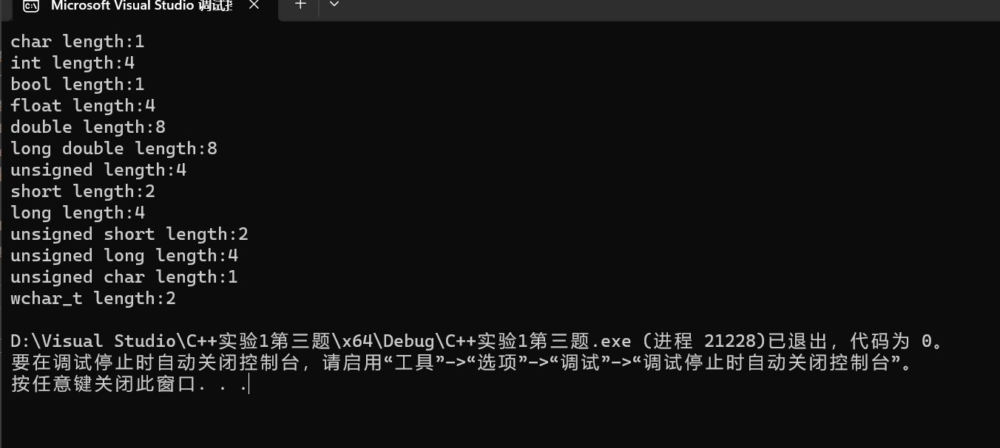 Microsoft Visual Studio 调试控
char length:1
int length:4
bool length:1
float length:4
double length:8
long double length:8
unsigned length:4
short length:2
long length:4
unsigned short length:2
unsigned long length:4
unsigned char length:1
wchar_t length:2
D:\Visual Studio\C++实验1第三题\x64\Debug\C++实验1第三题.exe (进程 21228)已退出，代码为 0。
要在调试停止时自动关闭控制台，请启用“工具”->“选项”->“调试”->“调试停止时自动关闭控制台”。
按任意键关闭此窗口. . .